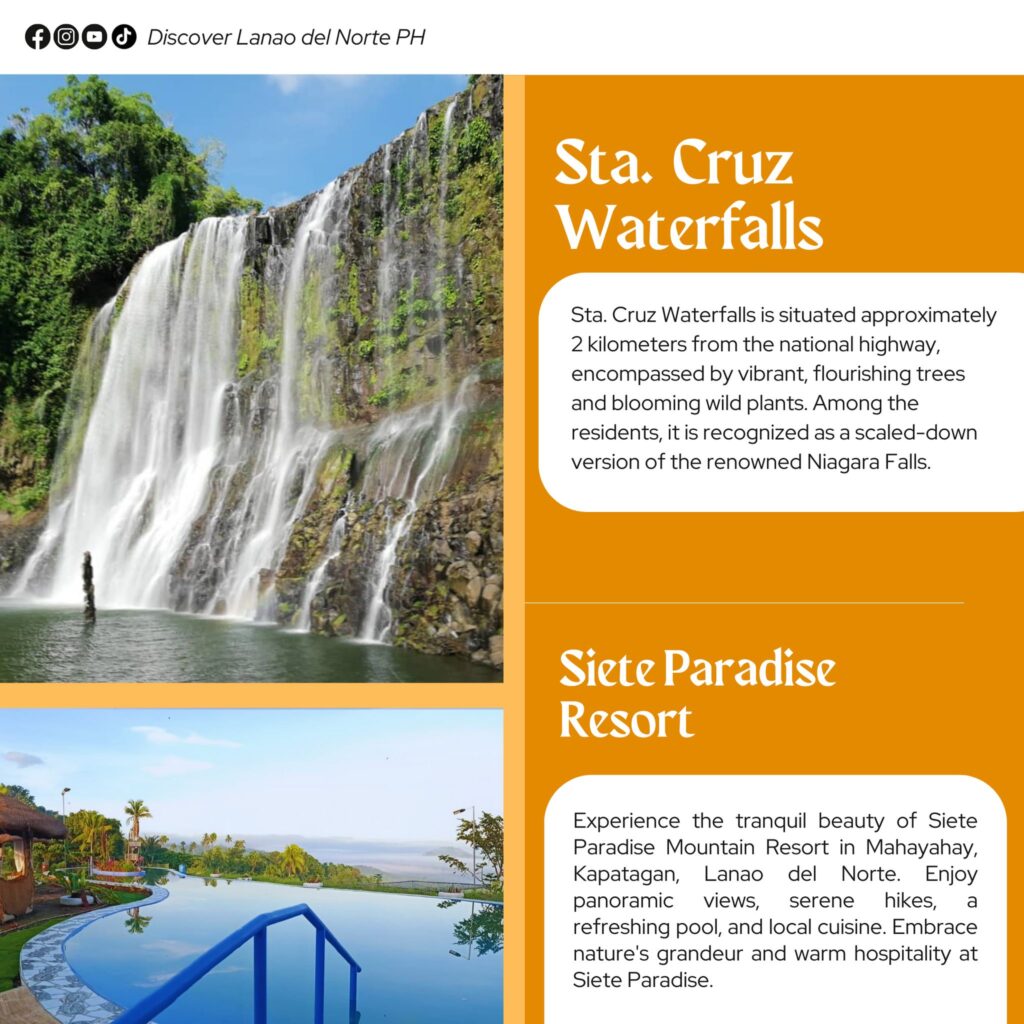 Discover Lanao del Norte PH
Sta. Cruz
Waterfalls
Sta. Cruz Waterfalls is situated approximately
2 kilometers from the national highway,
encompassed by vibrant, flourishing trees
and blooming wild plants. Among the
residents, it is recognized as a scaled-down
version of the renowned Niagara Falls.
Siete Paradise
Resort
Experience the tranquil beauty of Siete
Paradise Mountain Resort in Mahayahay,
Kapatagan, Lanao del Norte. Enjoy
panoramic views, serene hikes, a
refreshing pool, and local cuisine. Embrace
nature's grandeur and warm hospitality at
Siete Paradise.